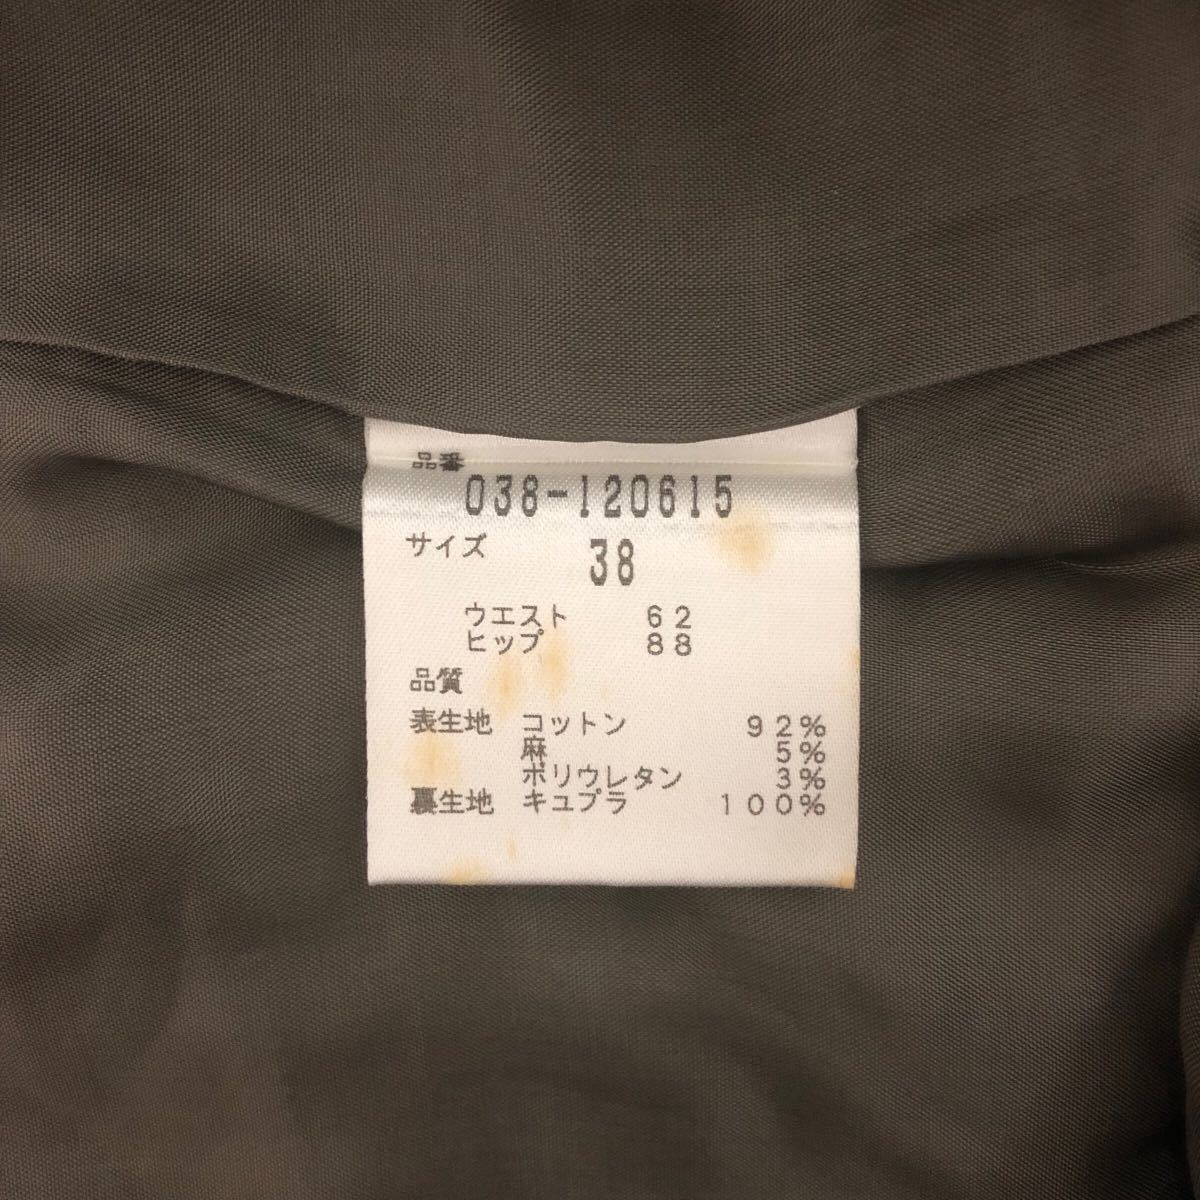 品番
038-120615
サイズ
38
ウエスト 62
ヒップ 88
品質
表生地 コットン 92%
麻 5%
ポリウレタン 3%
裏生地 キュプラ 100%